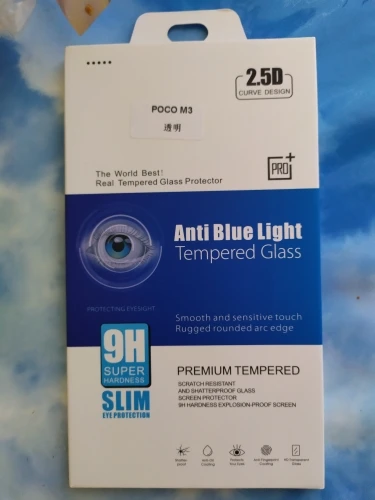 2.5D
CURVE DESIGN
POCO M3
透明
PRO+
The World Best!
Real Tempered Glass Protector
Anti Blue Light
Tempered Glass
PROTECTING EYESIGHT
Smooth and sensitive touch
Rugged rounded arc edge
9H
SUPER
HARDNESS
SLIM
EYE PROTECTION
PREMIUM TEMPERED
SCRATCH RESISTANT
AND SHATTERPROOF GLASS
SCREEN PROTECTOR
9H HARDNESS EXPLOSION-PROOF SCREEN